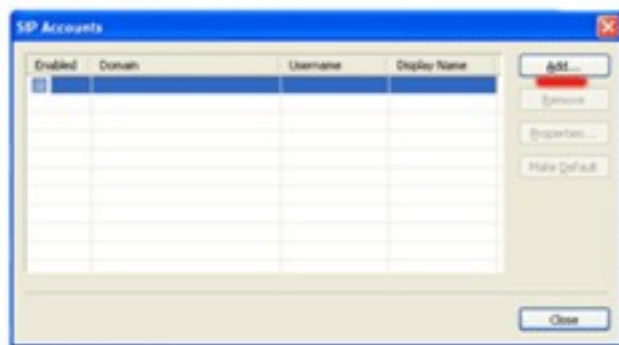 SIP Accounts
Enabled Domain Username Display Name
Add...
Remove
Properties...
Make Default
Close